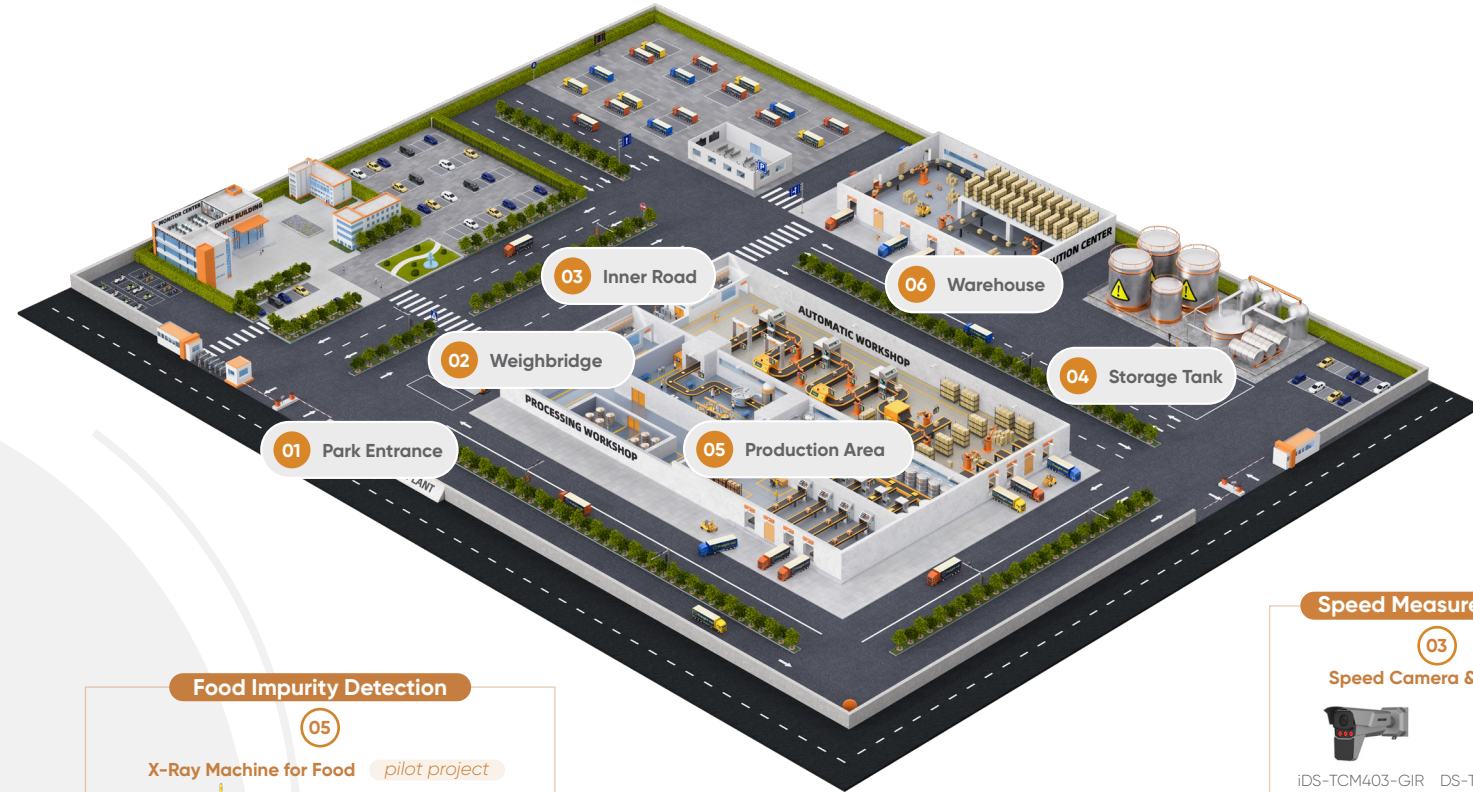 MONITOR CENTER
OFFICE BUILDING
03 Inner Road
06 Warehouse
UTION CENTER
AUTOMATIC WORKSHOP
02 Weighbridge
04 Storage Tank
PROCESSING WORKSHOP
01 Park Entrance
05 Production Area
PLANT
Food Impurity Detection
05
X-Ray Machine for Food pilot project
Speed Measure
03
Speed Camera &
iDS-TCM403-GIR DS-T